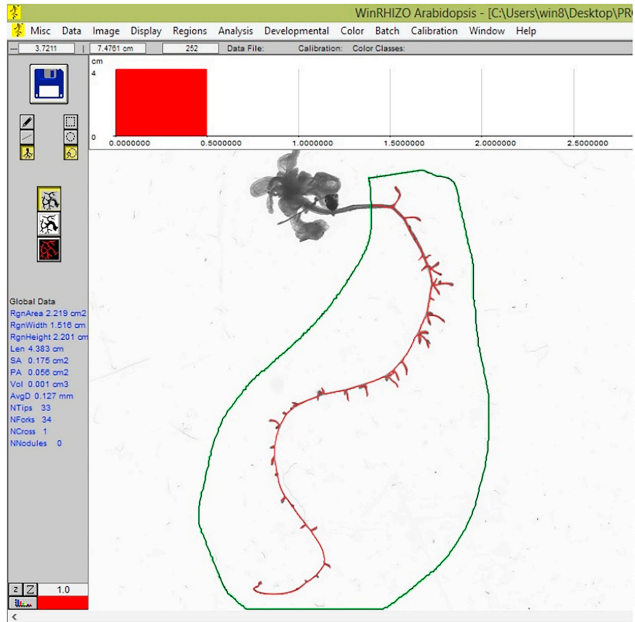 WinRHIZO Arabidopsis - [C:\Users\win8\Desktop\PR
Misc Data Image Display Regions Analysis Developmental Color Batch Calibration Window Help
3.7211 7.4761 cm 252 Data File: Calibration: Color Classes:
cm
4
0
0.0000000 0.5000000 1.0000000 1.5000000 2.0000000 2.5000000
Global Data
RgnArea 2.219 cm2
RgnWidth 1.516 cm
RgnHeight 2.201 cm
Len 4.383 cm
SA 0.175 cm2
PA 0.056 cm2
Vol 0.001 cm3
AvgD 0.127 mm
NTips 33
NForks 34
NCross 1
NNodules 0
z Z 1.0